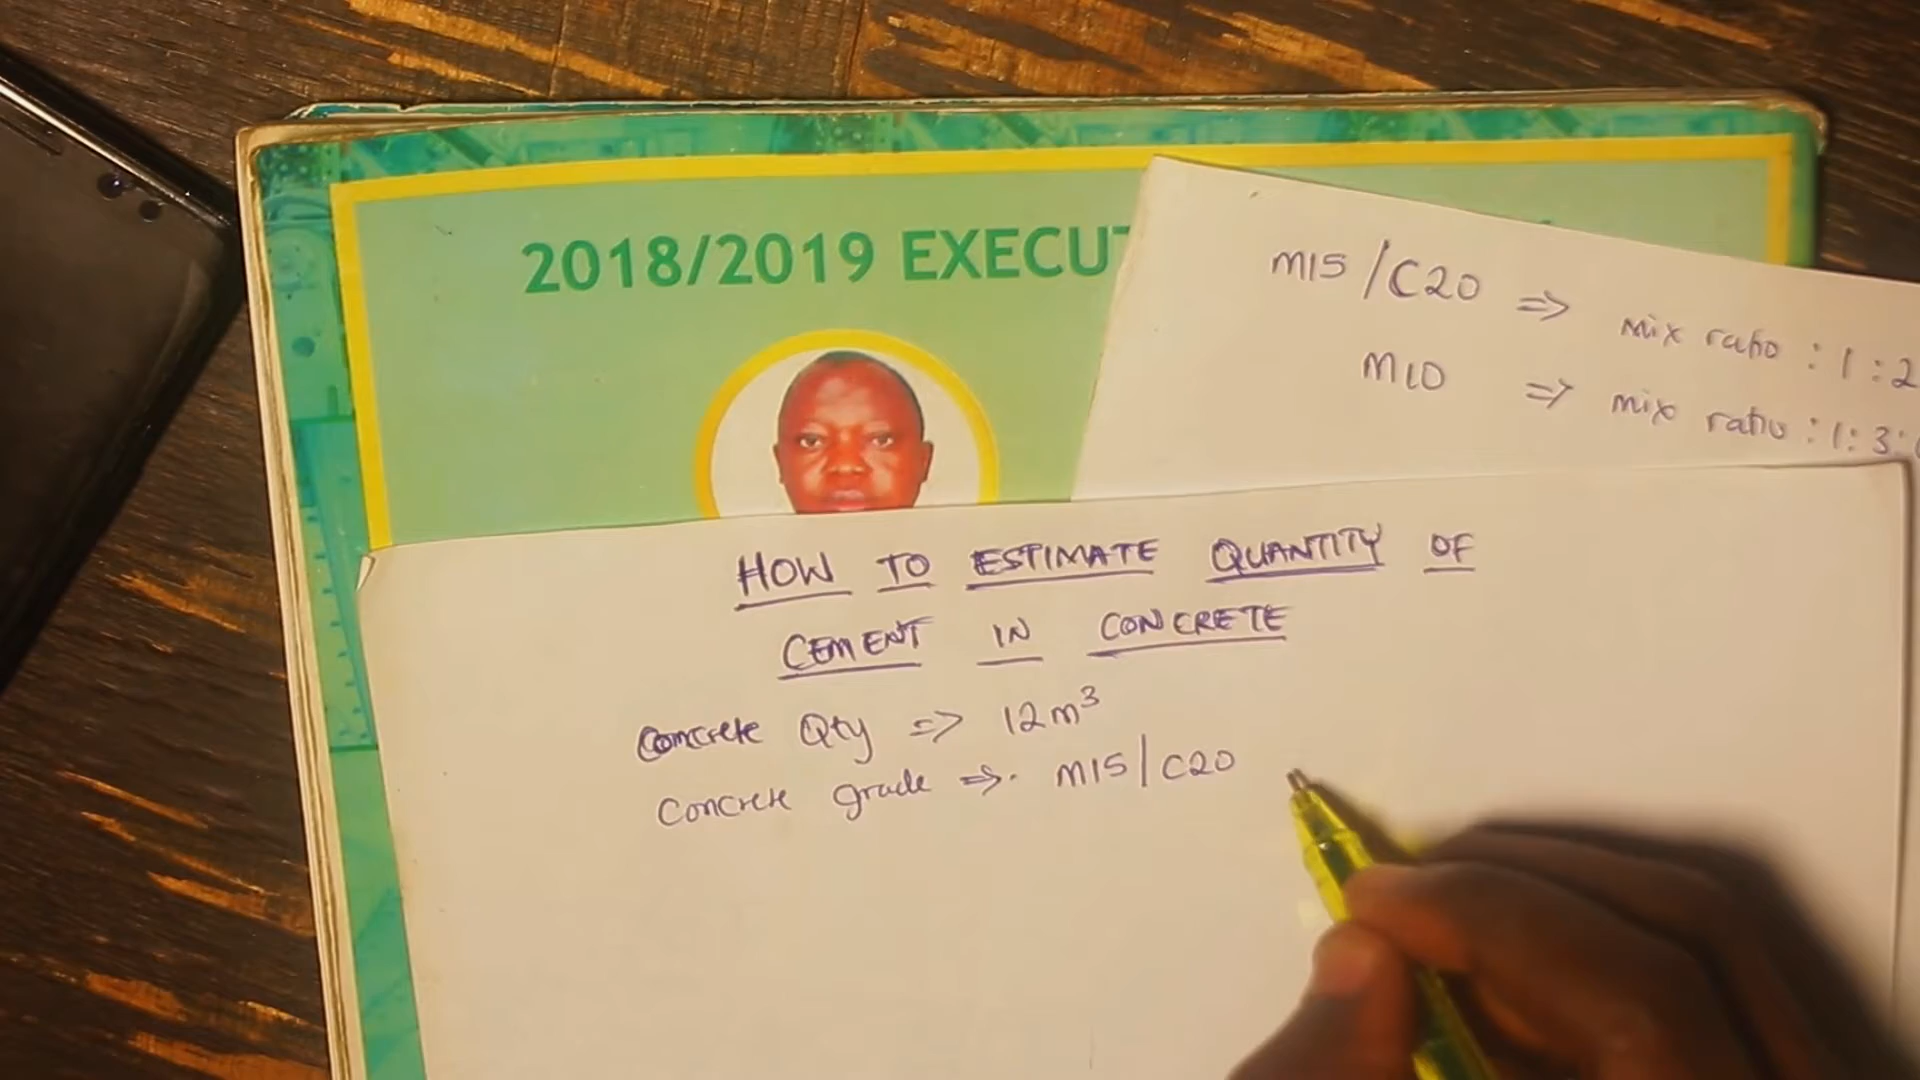 2018/2019 EXECUT
M15/C20 => mix ratio : 1:2
M10 => mix ratio : 1:3:
HOW TO ESTIMATE QUANTITY OF
CEMENT IN CONCRETE
Concrete Qty => 12m³
Concrete grade =>. M15/C20